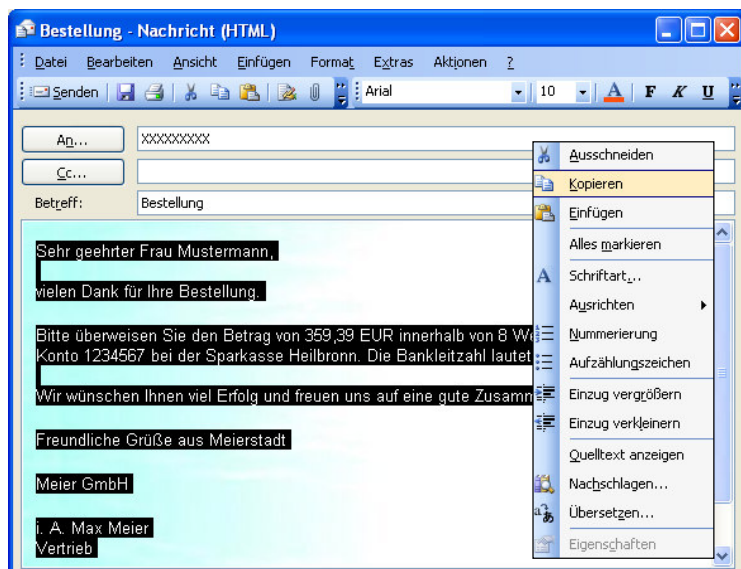 Bestellung - Nachricht (HTML)
Datei Bearbeiten Ansicht Einfügen Format Extras Aktionen ?
Senden Arial 10 A F K U
An... XXXXXXXXX
Cc...
Betreff: Bestellung
Sehr geehrter Frau Mustermann,
vielen Dank für Ihre Bestellung.
Bitte überweisen Sie den Betrag von 359,39 EUR innerhalb von 8
Konto 1234567 bei der Sparkasse Heilbronn. Die Bankleitzahl lautet
Wir wünschen Ihnen viel Erfolg und freuen uns auf eine gute
Freundliche Grüße aus Meierstadt
Meier GmbH
i. A. Max Meier
Vertrieb
Ausschneiden
Kopieren
Einfügen
Alles markieren
Schriftart...
Ausrichten
Nummerierung
Aufzählungszeichen
Einzug vergrößern
Einzug verkleinern
Quelltext anzeigen
Nachschlagen...
Übersetzen...
Eigenschaften